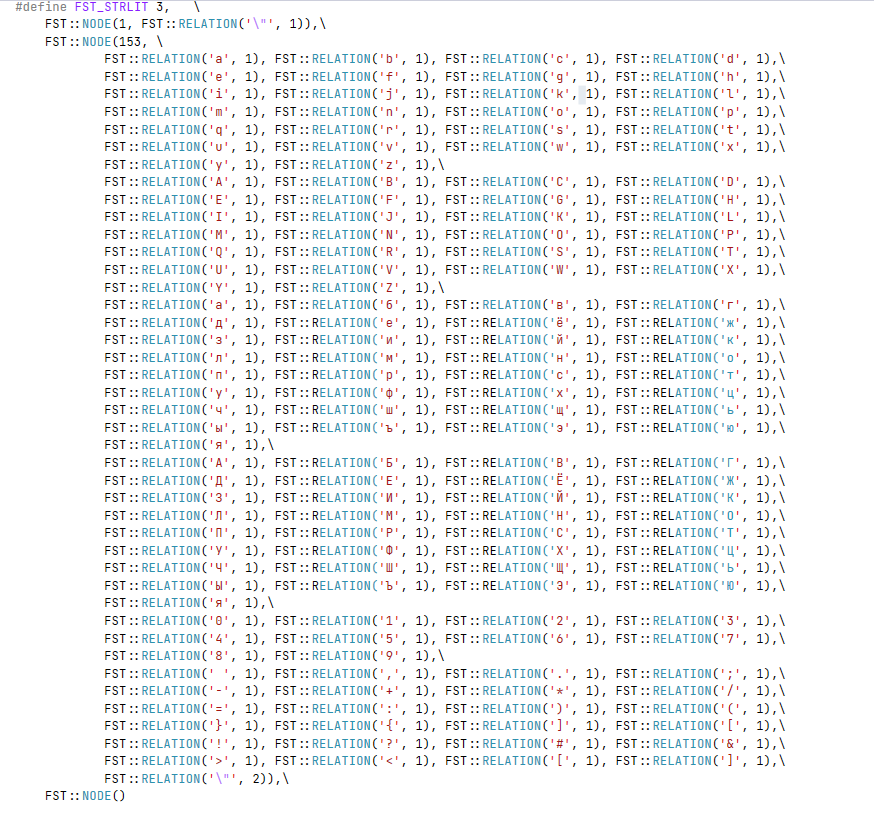 #define FST_STRLIT 3,   \
FST::NODE(1, FST::RELATION('\"', 1)),\
FST::NODE(153, \
FST::RELATION('a', 1), FST::RELATION('b', 1), FST::RELATION('c', 1), FST::RELATION('d', 1),\
FST::RELATION('e', 1), FST::RELATION('f', 1), FST::RELATION('g', 1), FST::RELATION('h', 1),\
FST::RELATION('i', 1), FST::RELATION('j', 1), FST::RELATION('k', 1), FST::RELATION('l', 1),\
FST::RELATION('m', 1), FST::RELATION('n', 1), FST::RELATION('o', 1), FST::RELATION('p', 1),\
FST::RELATION('q', 1), FST::RELATION('r', 1), FST::RELATION('s', 1), FST::RELATION('t', 1),\
FST::RELATION('u', 1), FST::RELATION('v', 1), FST::RELATION('w', 1), FST::RELATION('x', 1),\
FST::RELATION('y', 1), FST::RELATION('z', 1),\
FST::RELATION('A', 1), FST::RELATION('B', 1), FST::RELATION('C', 1), FST::RELATION('D', 1),\
FST::RELATION('E', 1), FST::RELATION('F', 1), FST::RELATION('G', 1), FST::RELATION('H', 1),\
FST::RELATION('I', 1), FST::RELATION('J', 1), FST::RELATION('K', 1), FST::RELATION('L', 1),\
FST::RELATION('M', 1), FST::RELATION('N', 1), FST::RELATION('O', 1), FST::RELATION('P', 1),\
FST::RELATION('Q', 1), FST::RELATION('R', 1), FST::RELATION('S', 1), FST::RELATION('T', 1),\
FST::RELATION('U', 1), FST::RELATION('V', 1), FST::RELATION('W', 1), FST::RELATION('X', 1),\
FST::RELATION('Y', 1), FST::RELATION('Z', 1),\
FST::RELATION('а', 1), FST::RELATION('б', 1), FST::RELATION('в', 1), FST::RELATION('г', 1),\
FST::RELATION('д', 1), FST::RELATION('е', 1), FST::RELATION('ё', 1), FST::RELATION('ж', 1),\
FST::RELATION('з', 1), FST::RELATION('и', 1), FST::RELATION('й', 1), FST::RELATION('к', 1),\
FST::RELATION('л', 1), FST::RELATION('м', 1), FST::RELATION('н', 1), FST::RELATION('о', 1),\
FST::RELATION('п', 1), FST::RELATION('р', 1), FST::RELATION('с', 1), FST::RELATION('т', 1),\
FST::RELATION('у', 1), FST::RELATION('ф', 1), FST::RELATION('х', 1), FST::RELATION('ц', 1),\
FST::RELATION('ч', 1), FST::RELATION('ш', 1), FST::RELATION('щ', 1), FST::RELATION('ь', 1),\
FST::RELATION('ы', 1), FST::RELATION('ъ', 1), FST::RELATION('э', 1), FST::RELATION('ю', 1),\
FST::RELATION('я', 1),\
FST::RELATION('А', 1), FST::RELATION('Б', 1), FST::RELATION('В', 1), FST::RELATION('Г', 1),\
FST::RELATION('Д', 1), FST::RELATION('Е', 1), FST::RELATION('Ё', 1), FST::RELATION('Ж', 1),\
FST::RELATION('З', 1), FST::RELATION('И', 1), FST::RELATION('Й', 1), FST::RELATION('К', 1),\
FST::RELATION('Л', 1), FST::RELATION('М', 1), FST::RELATION('Н', 1), FST::RELATION('О', 1),\
FST::RELATION('П', 1), FST::RELATION('Р', 1), FST::RELATION('С', 1), FST::RELATION('Т', 1),\
FST::RELATION('У', 1), FST::RELATION('Ф', 1), FST::RELATION('Х', 1), FST::RELATION('Ц', 1),\
FST::RELATION('Ч', 1), FST::RELATION('Ш', 1), FST::RELATION('Щ', 1), FST::RELATION('Ь', 1),\
FST::RELATION('Ы', 1), FST::RELATION('Ъ', 1), FST::RELATION('Э', 1), FST::RELATION('Ю', 1),\
FST::RELATION('я', 1),\
FST::RELATION('0', 1), FST::RELATION('1', 1), FST::RELATION('2', 1), FST::RELATION('3', 1),\
FST::RELATION('4', 1), FST::RELATION('5', 1), FST::RELATION('6', 1), FST::RELATION('7', 1),\
FST::RELATION('8', 1), FST::RELATION('9', 1),\
FST::RELATION(' ', 1), FST::RELATION(',', 1), FST::RELATION('.', 1), FST::RELATION(';', 1),\
FST::RELATION('-', 1), FST::RELATION('+', 1), FST::RELATION('*', 1), FST::RELATION('/', 1),\
FST::RELATION('=', 1), FST::RELATION(':', 1), FST::RELATION(')', 1), FST::RELATION('(', 1),\
FST::RELATION('}', 1), FST::RELATION('{', 1), FST::RELATION(']', 1), FST::RELATION('[', 1),\
FST::RELATION('!', 1), FST::RELATION('?', 1), FST::RELATION('#', 1), FST::RELATION('&', 1),\
FST::RELATION('>', 1), FST::RELATION('<', 1), FST::RELATION('[', 1), FST::RELATION(']', 1),\
FST::RELATION('\"', 2)),\
FST::NODE()